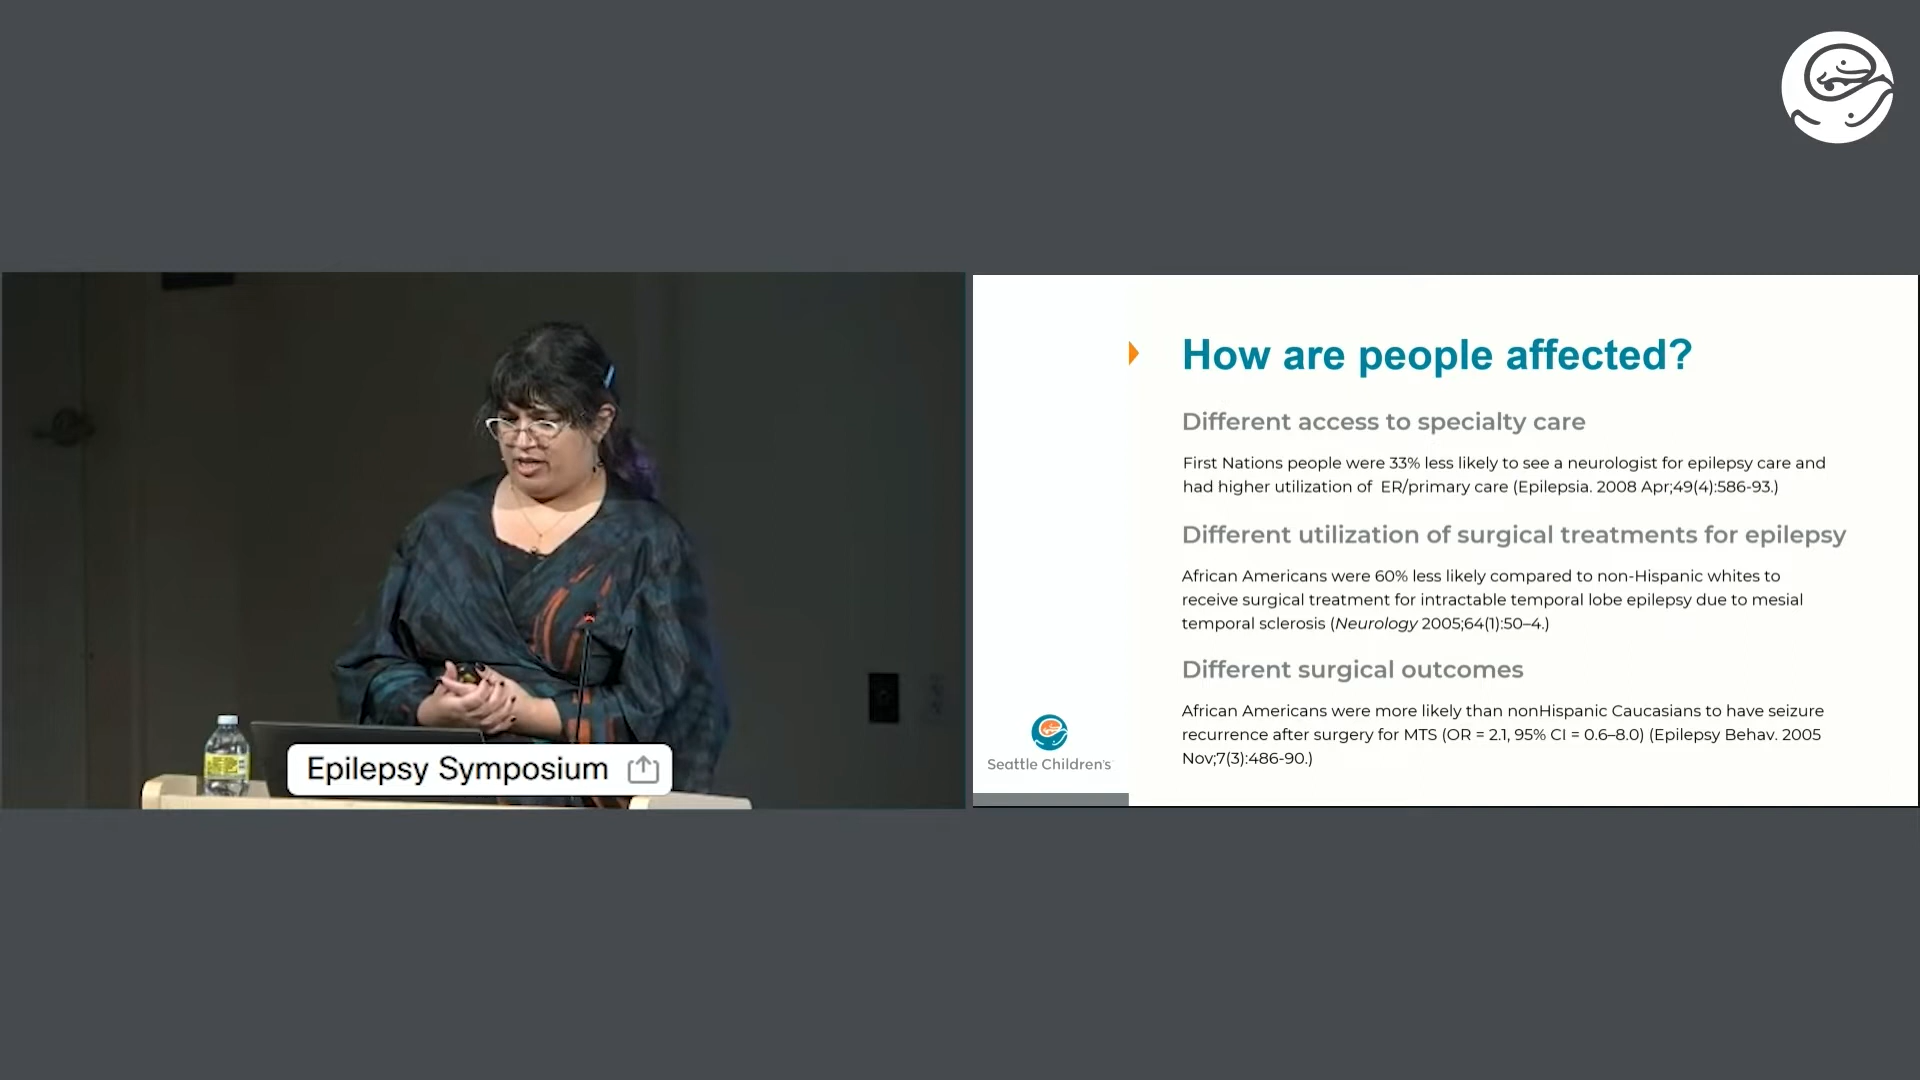 Epilepsy Symposium
How are people affected?
Different access to specialty care
First Nations people were 33% less likely to see a neurologist for epilepsy care and
had higher utilization of ER/primary care (Epilepsia. 2008 Apr;49(4):586-93.)
Different utilization of surgical treatments for epilepsy
African Americans were 60% less likely compared to non-Hispanic whites to
receive surgical treatment for intractable temporal lobe epilepsy due to mesial
temporal sclerosis (Neurology 2005;64(1):50–4.)
Different surgical outcomes
African Americans were more likely than nonHispanic Caucasians to have seizure
recurrence after surgery for MTS (OR = 2.1, 95% CI = 0.6–8.0) (Epilepsy Behav. 2005
Nov;7(3):486-90.)
Seattle Children's